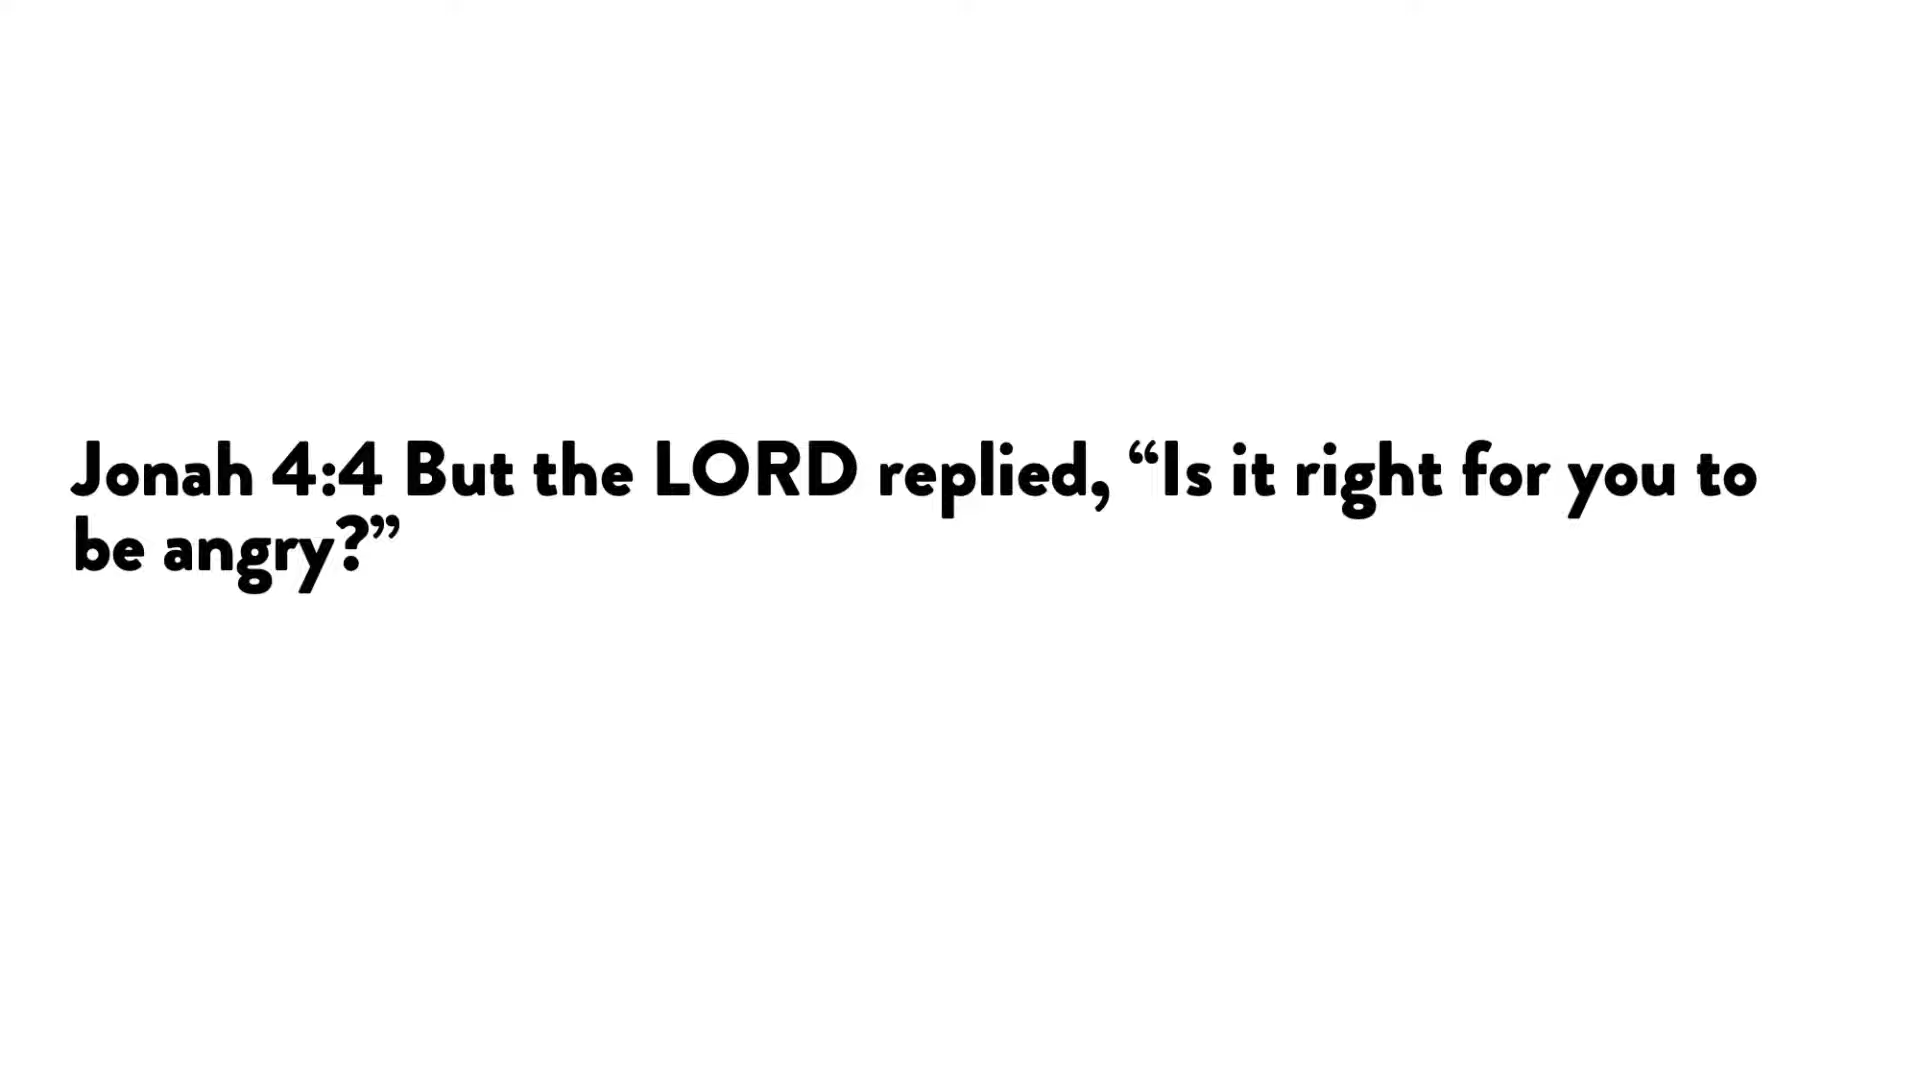 Jonah 4:4 But the LORD replied, “Is it right for you to
be angry?”